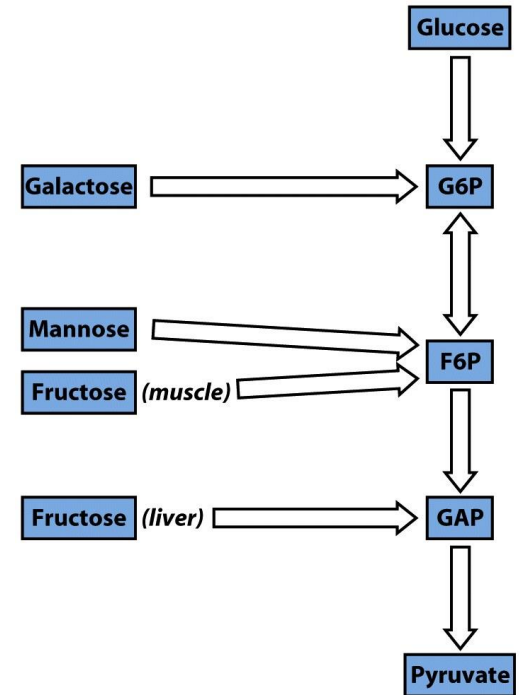 Glucose
Galactose
G6P
Mannose
F6P
Fructose (muscle)
Fructose (liver)
GAP
Pyruvate